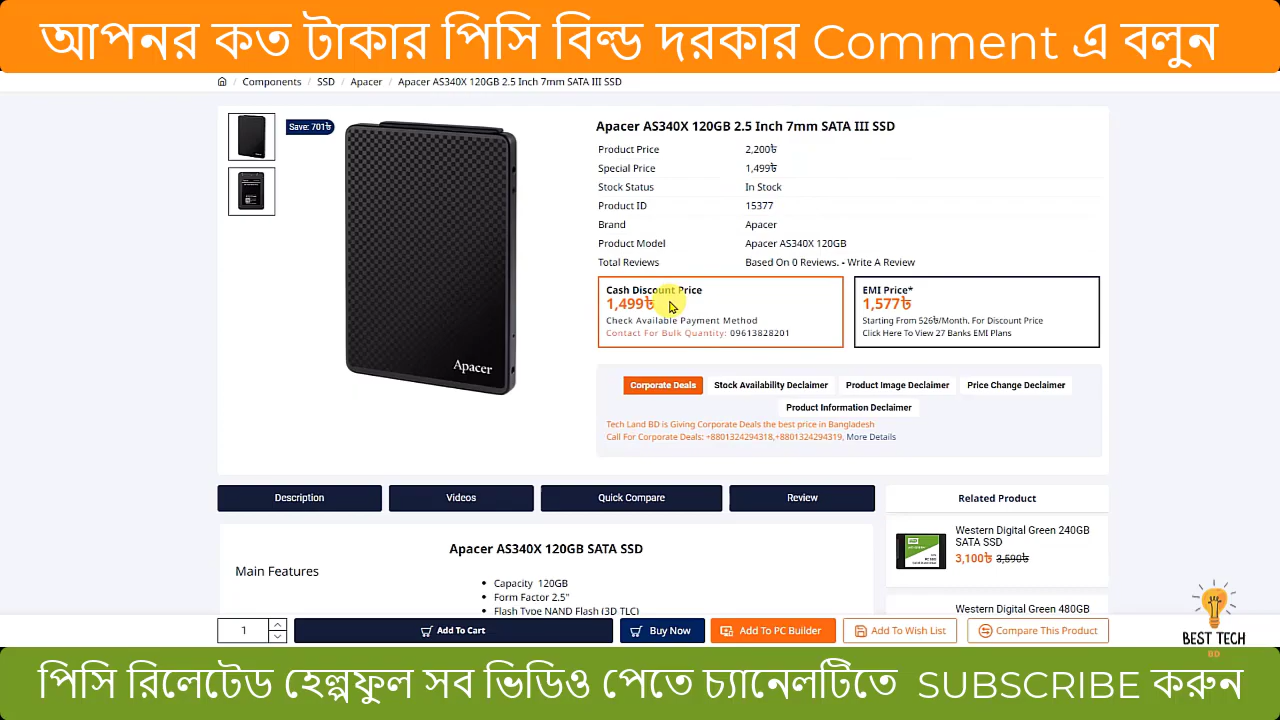 আপনর কত টাকার পিসি বিল্ড দরকার Comment এ বলুন
Components / SSD / Apacer / Apacer AS340X 120GB 2.5 Inch 7mm SATA III SSD
Save: 701৳
Apacer
Apacer AS340X 120GB 2.5 Inch 7mm SATA III SSD
Product Price 2,200৳
Special Price 1,499৳
Stock Status In Stock
Product ID 15377
Brand Apacer
Product Model Apacer AS340X 120GB
Total Reviews Based On 0 Reviews. - Write A Review
Cash Discount Price
1,499৳
Check Available Payment Method
Contact For Bulk Quantity: 09613828201
EMI Price*
1,577৳
Starting From 526৳/Month. For Discount Price
Click Here To View 27 Banks EMI Plans
Corporate Deals Stock Availability Declaimer Product Image Declaimer Price Change Declaimer
Product Information Declaimer
Tech Land BD is Giving Corporate Deals the best price in Bangladesh
Call For Corporate Deals: +8801324294318,+8801324294319, More Details
Description Videos Quick Compare Review
Related Product
Western Digital Green 240GB
SATA SSD
3,100৳ 3,590৳
Western Digital Green 480GB
Apacer AS340X 120GB SATA SSD
Main Features
• Capacity 120GB
• Form Factor 2.5"
• Flash Type NAND Flash (3D TLC)
1 Add To Cart Buy Now Add To PC Builder Add To Wish List Compare This Product
BEST TECH
BD
পিসি রিলেটেড হেল্পফুল সব ভিডিও পেতে চ্যানেলটিতে SUBSCRIBE করুন